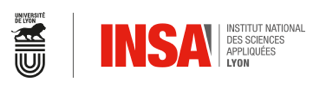 UNIVERSITÉ
DE LYON
INSA
INSTITUT NATIONAL
DES SCIENCES
APPLIQUÉES
LYON